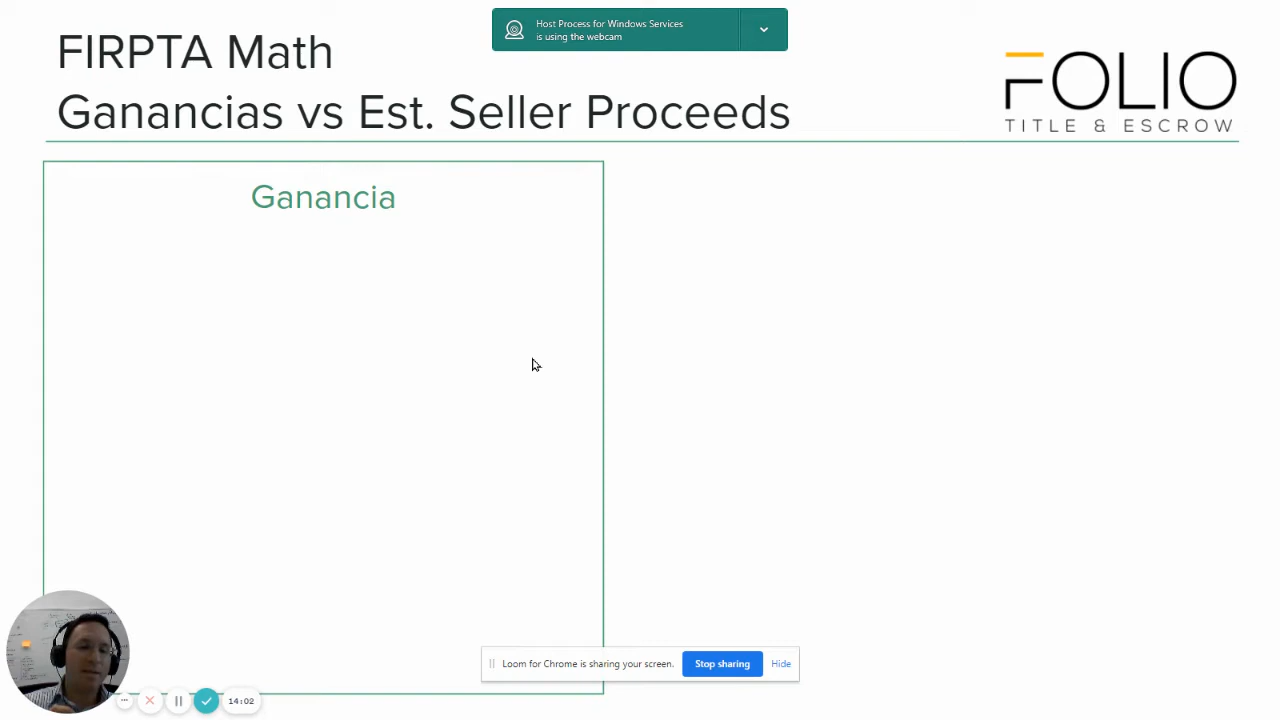 Host Process for Windows Services
is using the webcam
FIRPTA Math
Ganancias vs Est. Seller Proceeds
FOLIO
TITLE & ESCROW
Ganancia
Loom for Chrome is sharing your screen.
Stop sharing
Hide
14:02